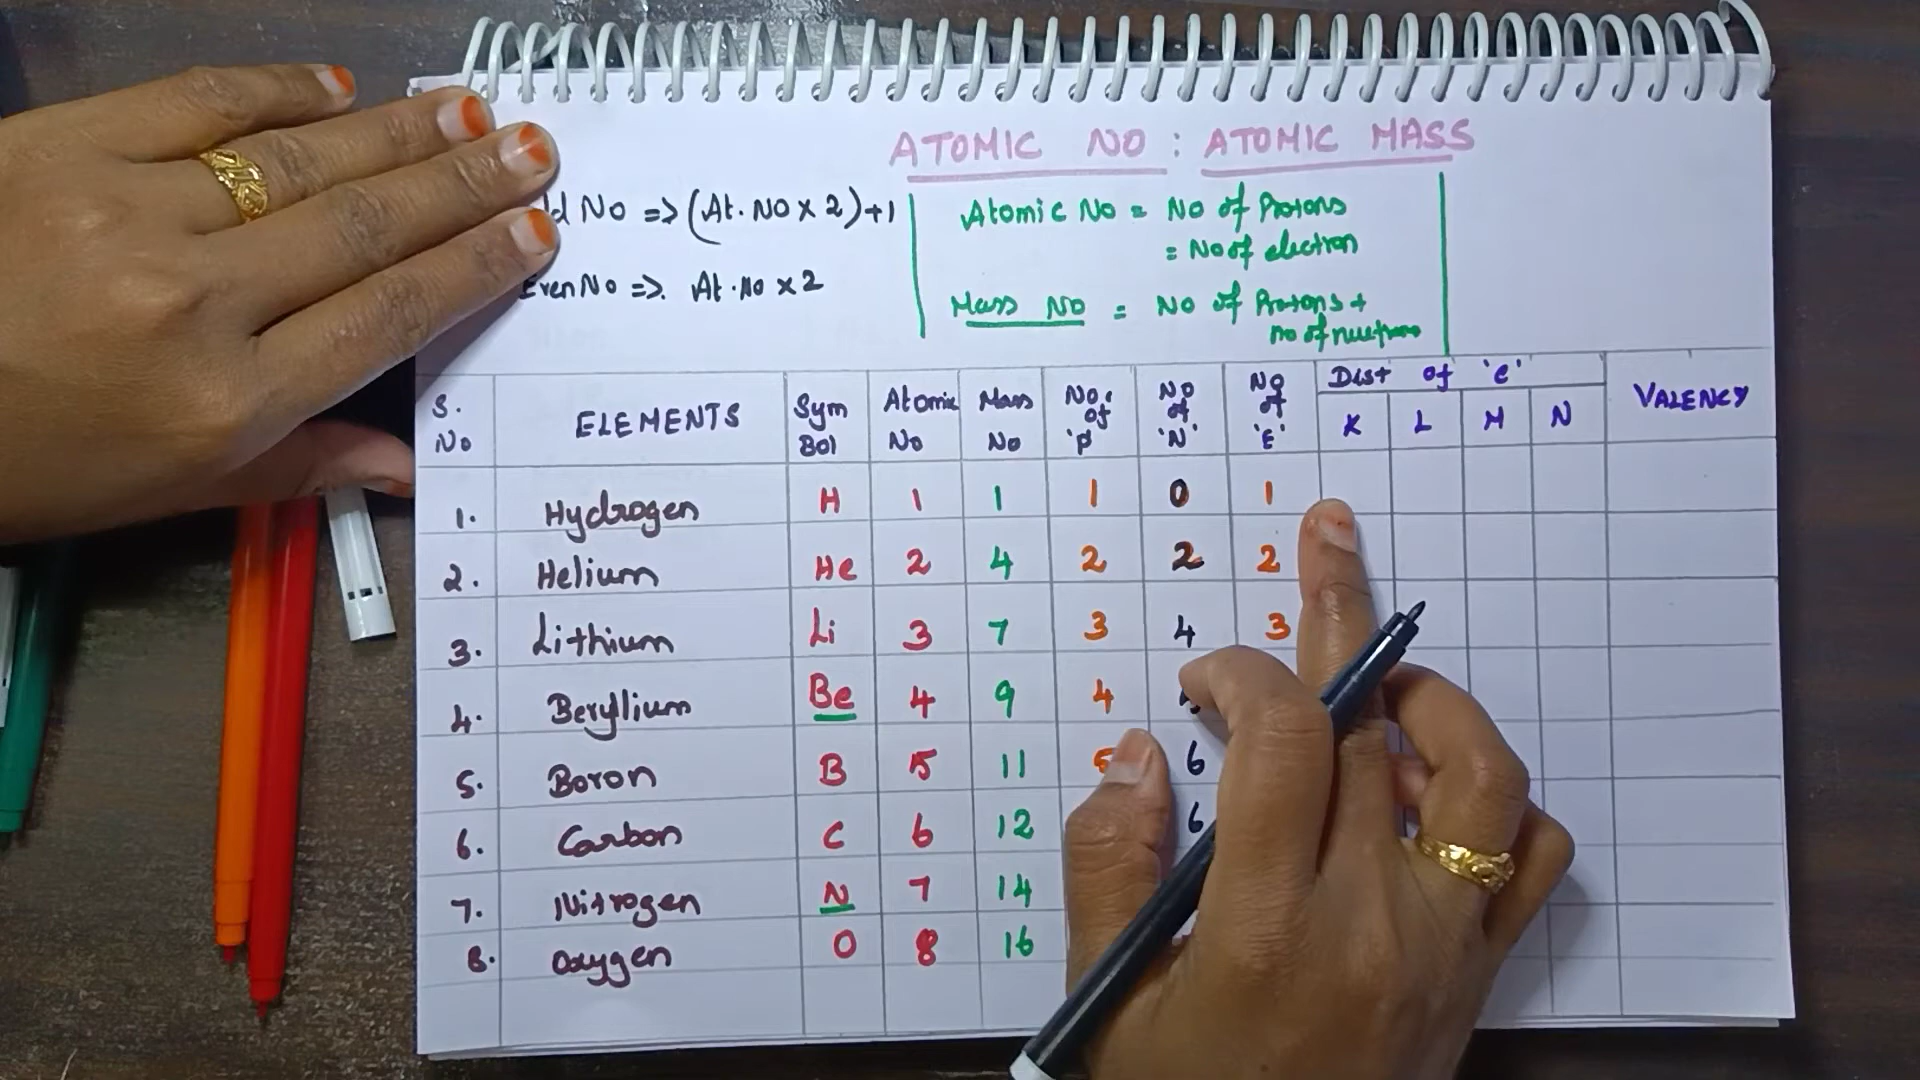 ATOMIC NO : ATOMIC MASS
No => (At. No x 2) +1
Even No => At. No x 2
Atomic No = No of Protons
= No of electron
Mass No = No of Protons +
no of neutrons
S. No ELEMENTS Sym Bol Atomic No Mass No No. of 'P' No of 'N' No of 'E' Dist of 'e' K L M N VALENCY
1. Hydrogen H 1 1 1 0 1
2. Helium He 2 4 2 2 2
3. Lithium Li 3 7 3 4 3
4. Beryllium Be 4 9 4
5. Boron B 5 11 6
6. Carbon C 6 12 6
7. Nitrogen N 7 14
8. Oxygen O 8 16